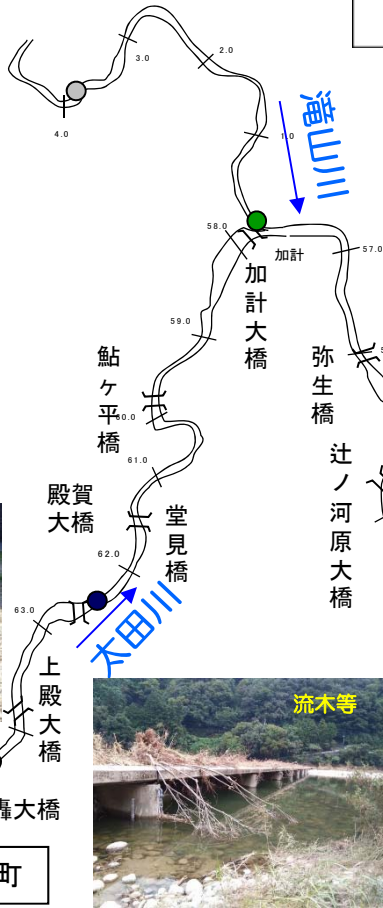 3.0
2.0
4.0
1.0
滝山川
58.0
加計
57.0
加計大橋
59.0
弥生橋
鮎ヶ平橋
60.0
61.0
辻ノ河原大橋
殿賀
大橋
堂見橋
62.0
63.0
太田川
上殿大橋
流木等
大橋
町